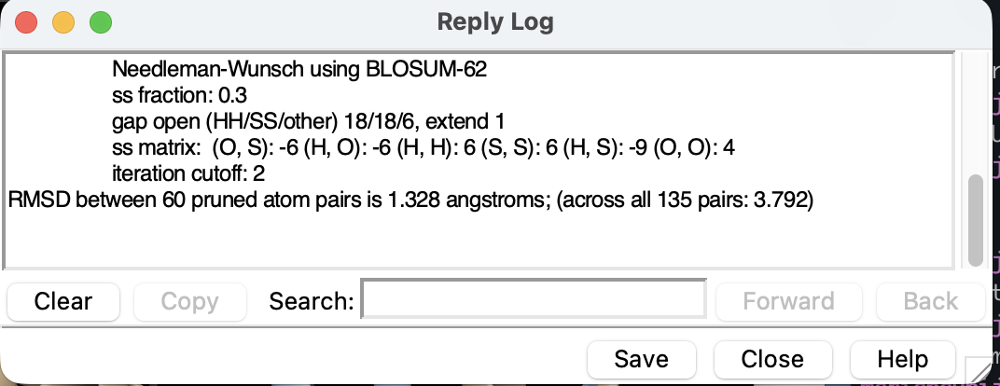 Reply Log
Needleman-Wunsch using BLOSUM-62
ss fraction: 0.3
gap open (HH/SS/other) 18/18/6, extend 1
ss matrix:  (O, S): -6 (H, O): -6 (H, H): 6 (S, S): 6 (H, S): -9 (O, O): 4
iteration cutoff: 2
RMSD between 60 pruned atom pairs is 1.328 angstroms; (across all 135 pairs: 3.792)
Clear Copy Search: Forward Back
Save Close Help